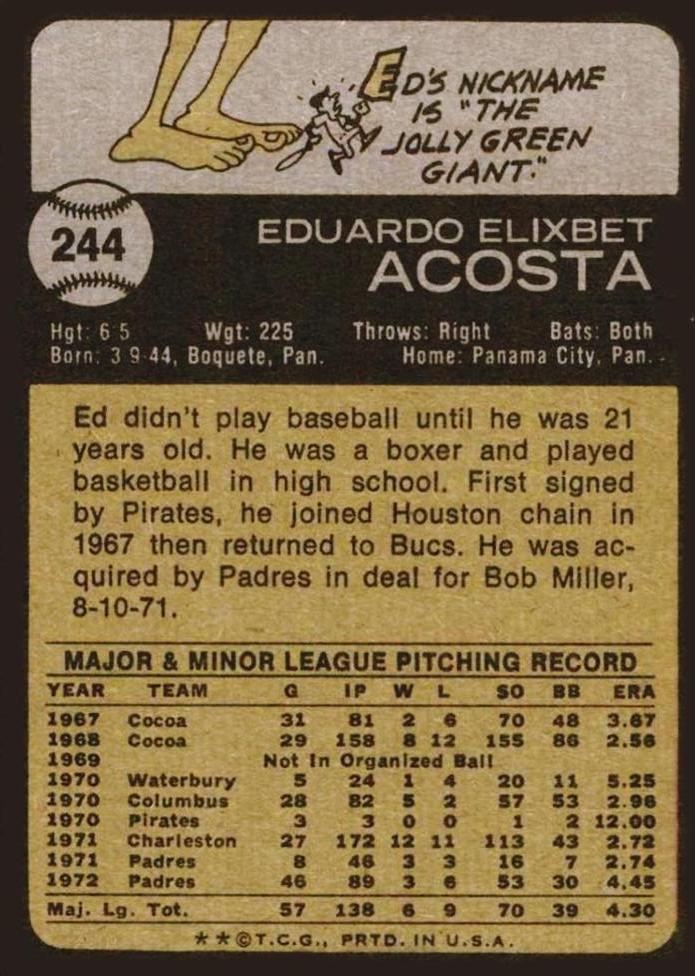 ED'S NICKNAME
IS "THE
JOLLY GREEN
GIANT."
244
EDUARDO ELIXBET
ACOSTA
Hgt: 6 5 Wgt: 225 Throws: Right Bats: Both
Born: 3 9 44, Boquete, Pan. Home: Panama City, Pan.
Ed didn't play baseball until he was 21
years old. He was a boxer and played
basketball in high school. First signed
by Pirates, he joined Houston chain in
1967 then returned to Bucs. He was ac-
quired by Padres in deal for Bob Miller,
8-10-71.
MAJOR & MINOR LEAGUE PITCHING RECORD
YEAR TEAM G IP W L SO BB ERA
1967 Cocoa 31 81 2 6 70 48 3.67
1968 Cocoa 29 158 8 12 155 86 2.56
1969 Not In Organized Ball
1970 Waterbury 5 24 1 4 20 11 5.25
1970 Columbus 28 82 5 2 57 53 2.96
1970 Pirates 3 3 0 0 1 2 12.00
1971 Charleston 27 172 12 11 113 43 2.72
1971 Padres 8 46 3 3 16 7 2.74
1972 Padres 46 89 3 6 53 30 4.45
Maj. Lg. Tot. 57 138 6 9 70 39 4.30
**©T.C.G., PRTD. IN U.S.A.